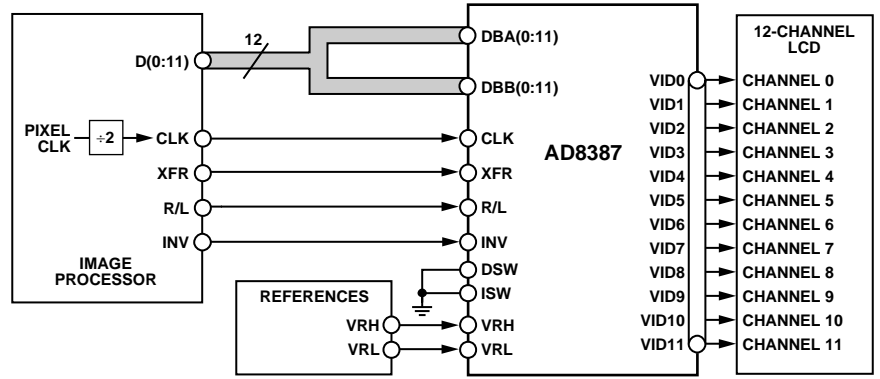 12
D(0:11)
PIXEL
CLK
÷2
CLK
XFR
R/L
INV
IMAGE
PROCESSOR
REFERENCES
VRH
VRL
DBA(0:11)
DBB(0:11)
CLK
XFR
R/L
INV
DSW
ISW
VRH
VRL
AD8387
VID0
VID1
VID2
VID3
VID4
VID5
VID6
VID7
VID8
VID9
VID10
VID11
12-CHANNEL
LCD
CHANNEL 0
CHANNEL 1
CHANNEL 2
CHANNEL 3
CHANNEL 4
CHANNEL 5
CHANNEL 6
CHANNEL 7
CHANNEL 8
CHANNEL 9
CHANNEL 10
CHANNEL 11